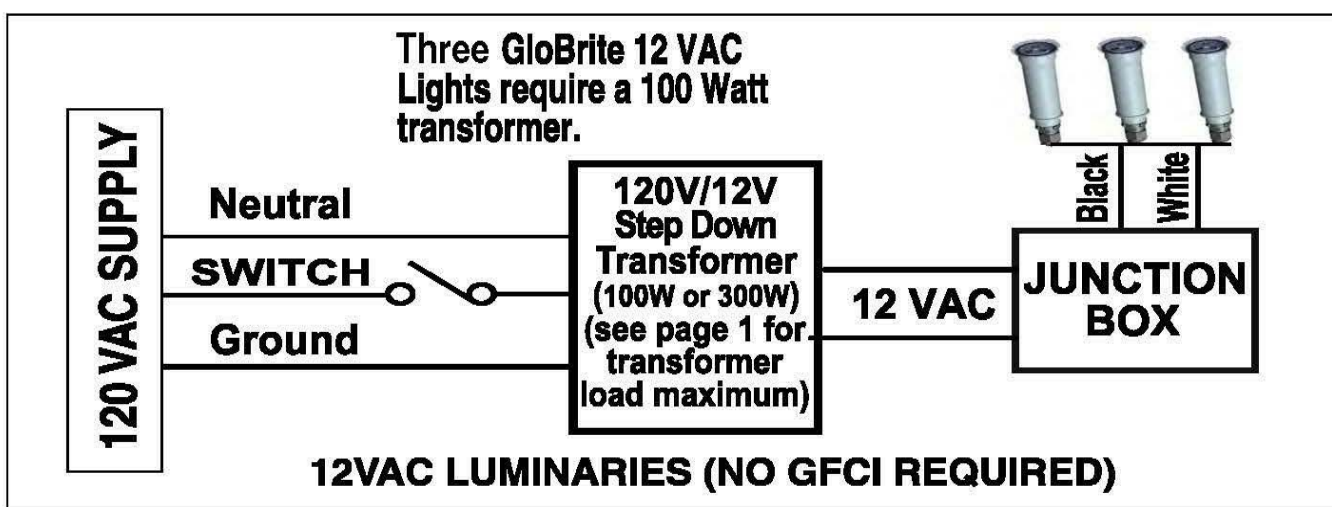 Three GloBrite 12 VAC
Lights require a 100 Watt
transformer.
120 VAC SUPPLY
Neutral
SWITCH
Ground
120V/12V
Step Down
Transformer
(100W or 300W)
(see page 1 for
transformer
load maximum)
12 VAC
Black
White
JUNCTION
BOX
12VAC LUMINARIES (NO GFCI REQUIRED)